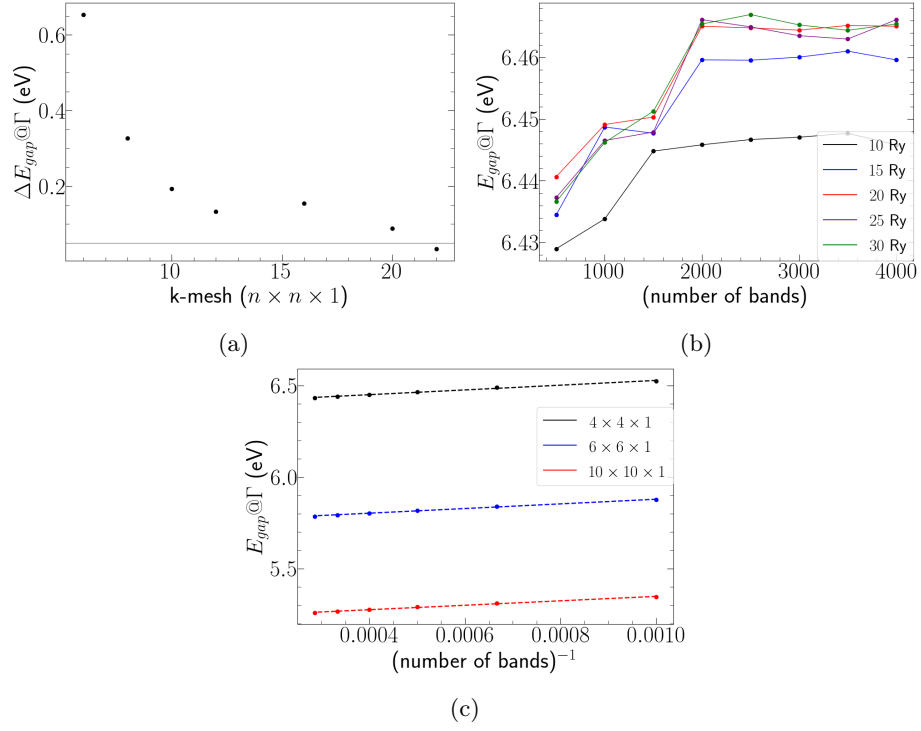 0.6
0.4
0.2
ΔE_gap@Γ (eV)
10 15 20
k-mesh (n × n × 1)
(a)
6.46
6.45
6.44
6.43
E_gap@Γ (eV)
10 Ry
15 Ry
20 Ry
25 Ry
30 Ry
1000 2000 3000 4000
(number of bands)
(b)
6.5
6.0
5.5
E_gap@Γ (eV)
4 × 4 × 1
6 × 6 × 1
10 × 10 × 1
0.0004 0.0006 0.0008 0.0010
(number of bands)⁻¹
(c)